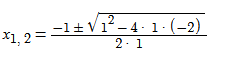 x₁, ₂ = (−1 ± √(1² − 4 · 1 · (−2))) / (2 · 1)